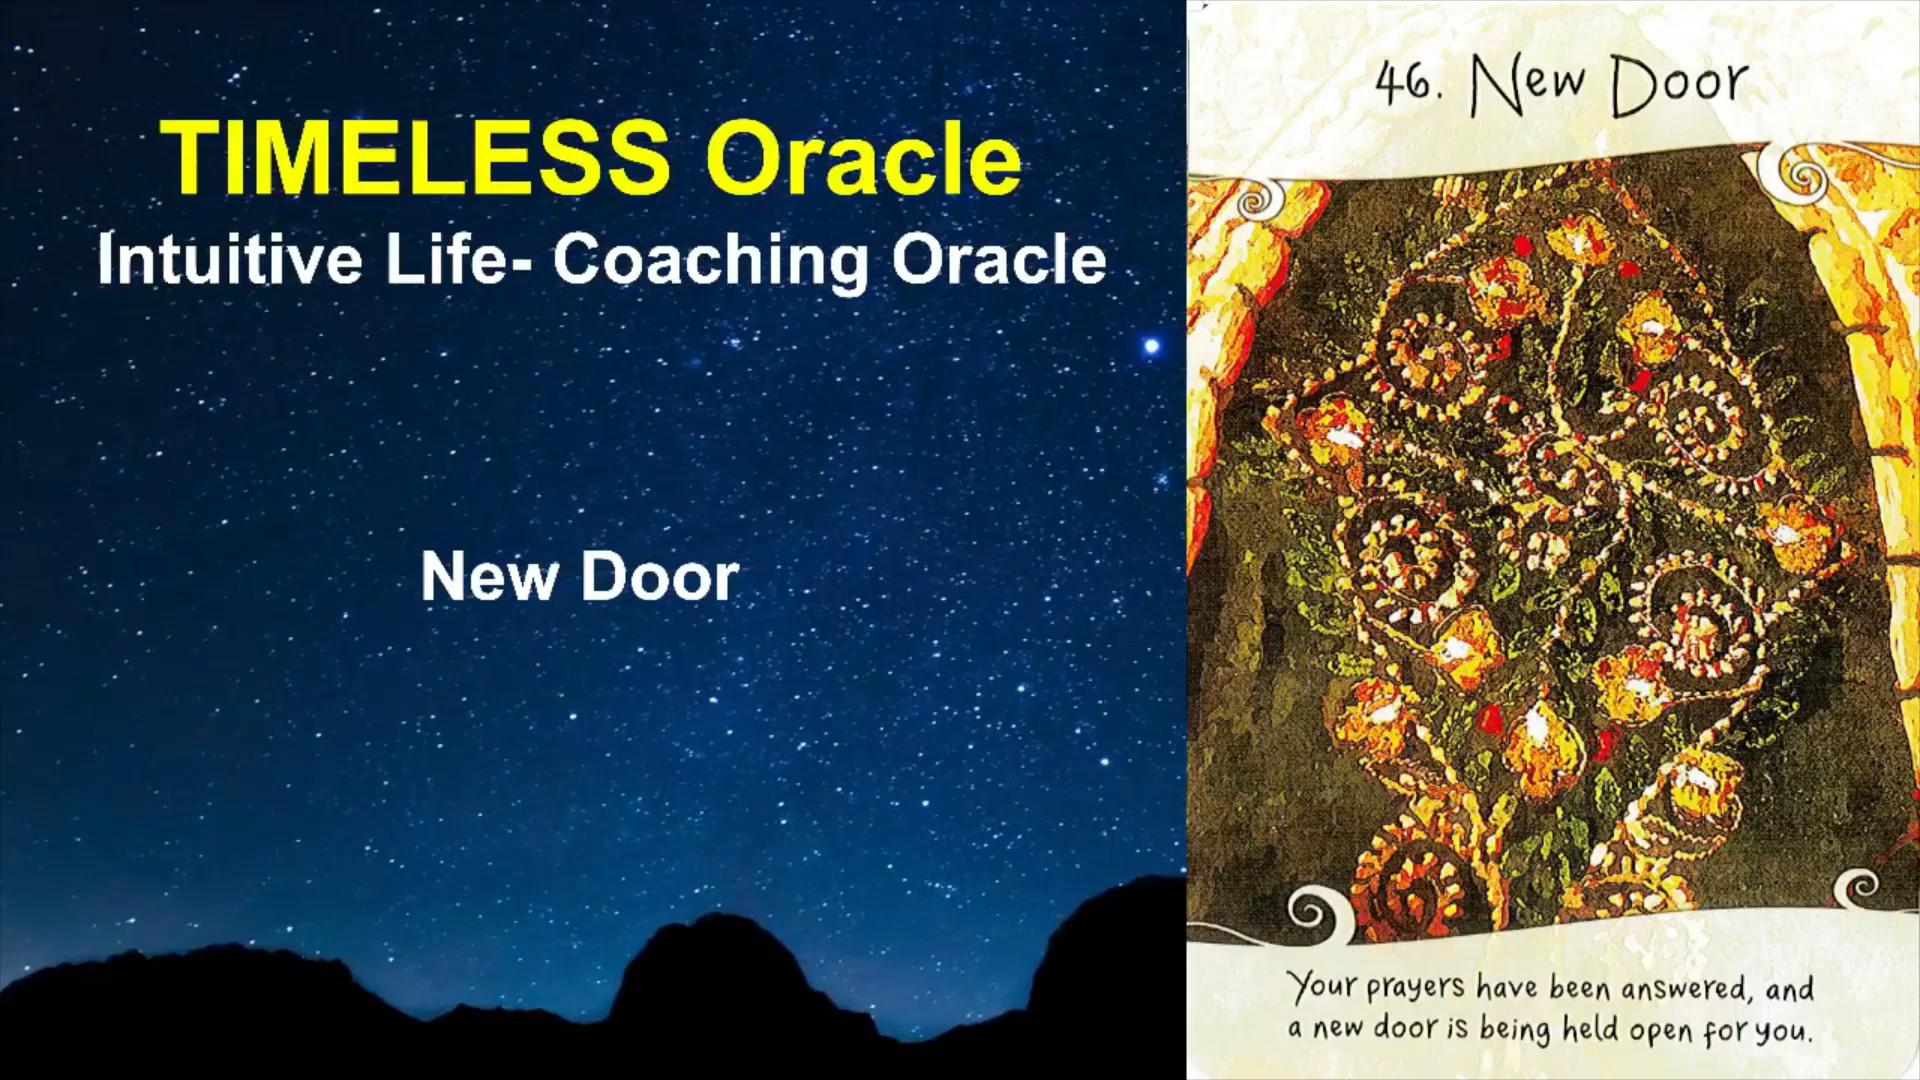 TIMELESS Oracle
Intuitive Life- Coaching Oracle
New Door
46. New Door
Your prayers have been answered, and
a new door is being held open for you.